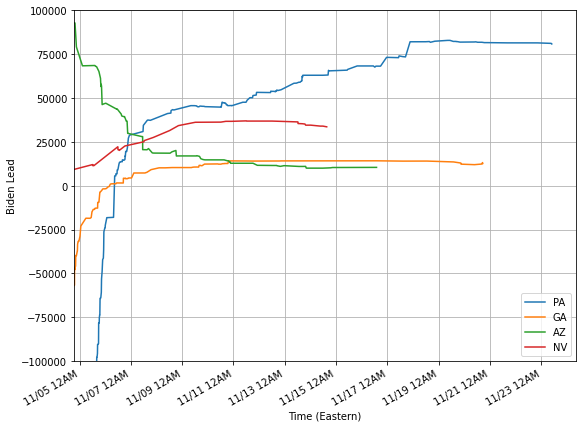 100000
75000
50000
25000
0
−25000
−50000
−75000
−100000
Biden Lead
11/05 12AM
11/07 12AM
11/09 12AM
11/11 12AM
11/13 12AM
11/15 12AM
11/17 12AM
11/19 12AM
11/21 12AM
11/23 12AM
Time (Eastern)
PA
GA
AZ
NV